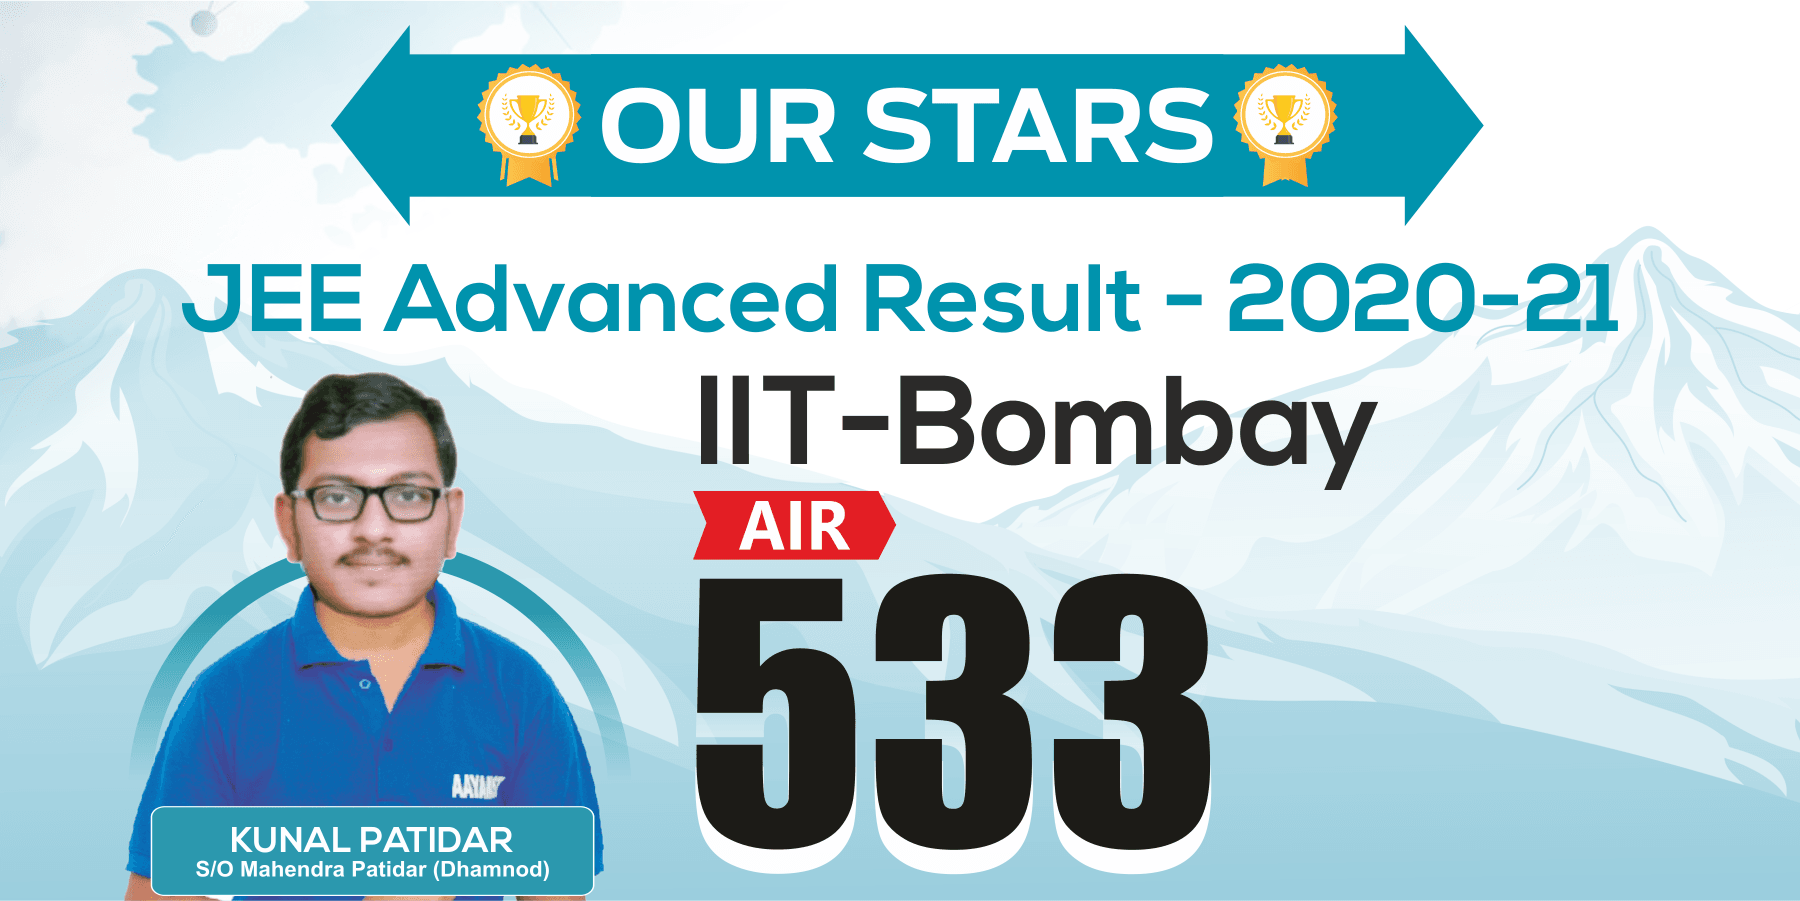 OUR STARS
JEE Advanced Result - 2020-21
IIT-Bombay
AIR
533
KUNAL PATIDAR
S/O Mahendra Patidar (Dhamnod)